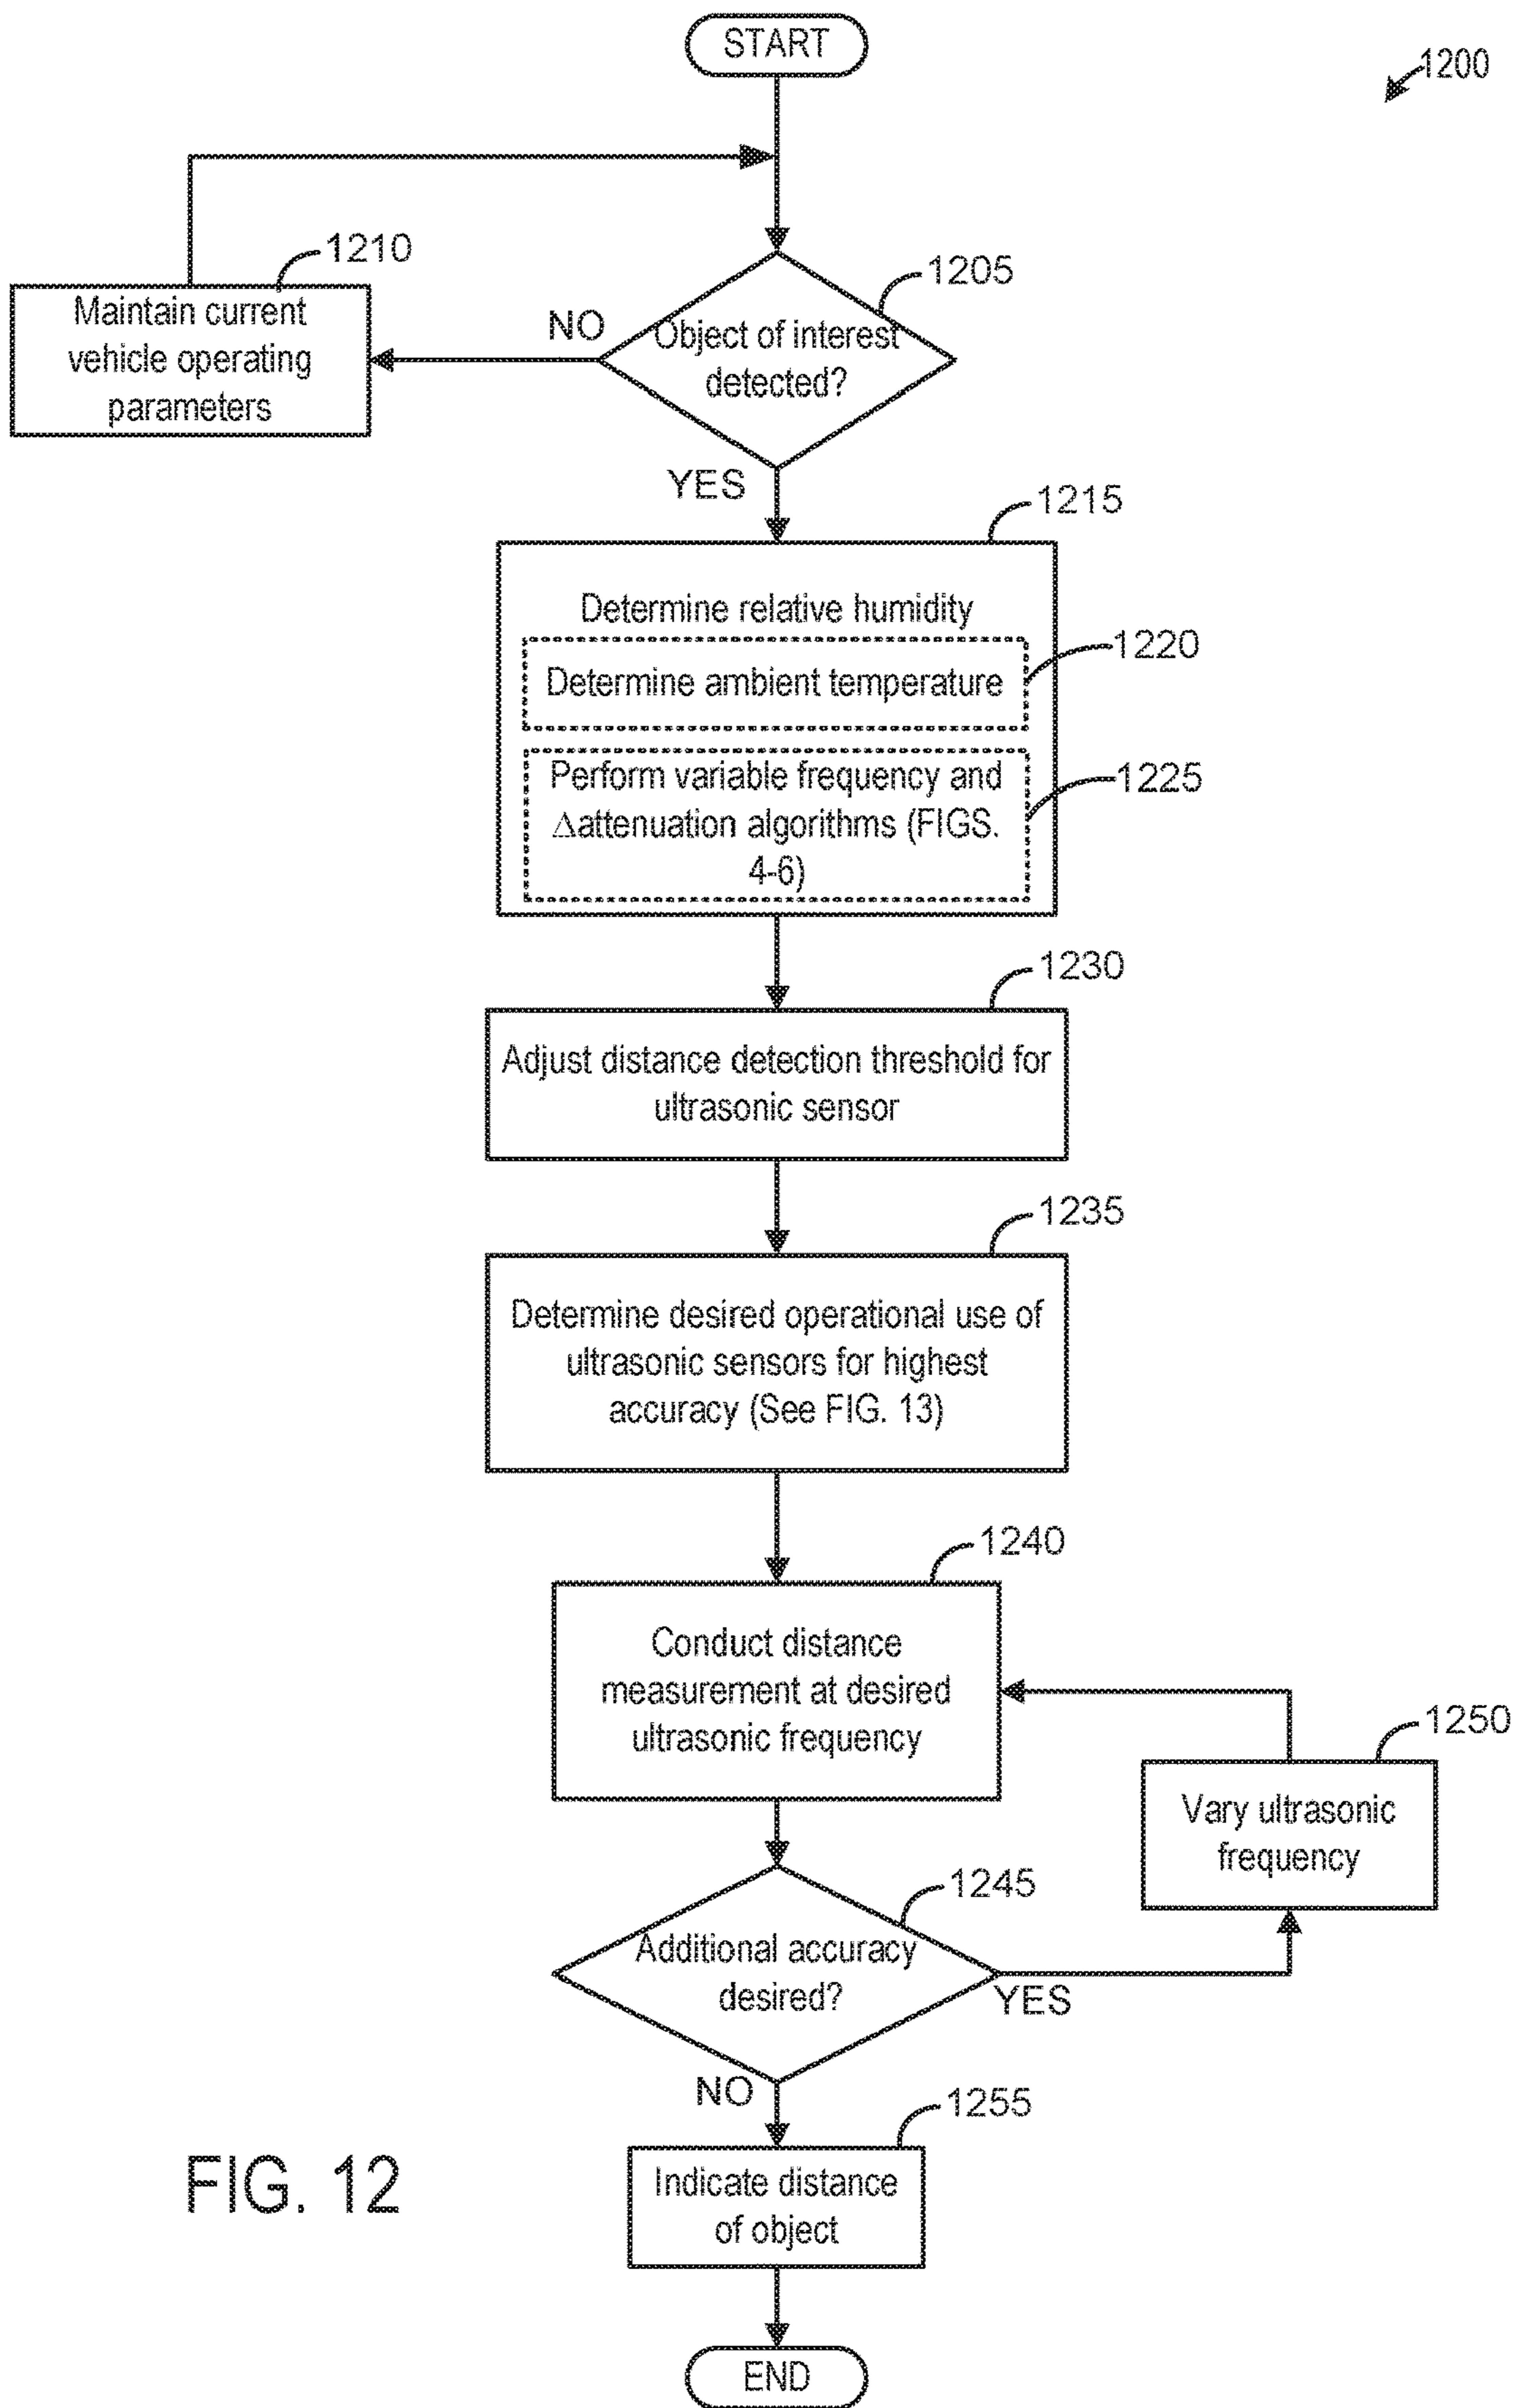 START
1200
1210
Maintain current
vehicle operating
parameters
NO
1205
Object of interest
detected?
YES
1215
Determine relative humidity
1220
Determine ambient temperature
1225
Perform variable frequency and
Δattenuation algorithms (FIGS.
4-6)
1230
Adjust distance detection threshold for
ultrasonic sensor
1235
Determine desired operational use of
ultrasonic sensors for highest
accuracy (See FIG. 13)
1240
Conduct distance
measurement at desired
ultrasonic frequency
1250
Vary ultrasonic
frequency
1245
Additional accuracy
desired?
YES
NO
1255
Indicate distance
of object
FIG. 12
END